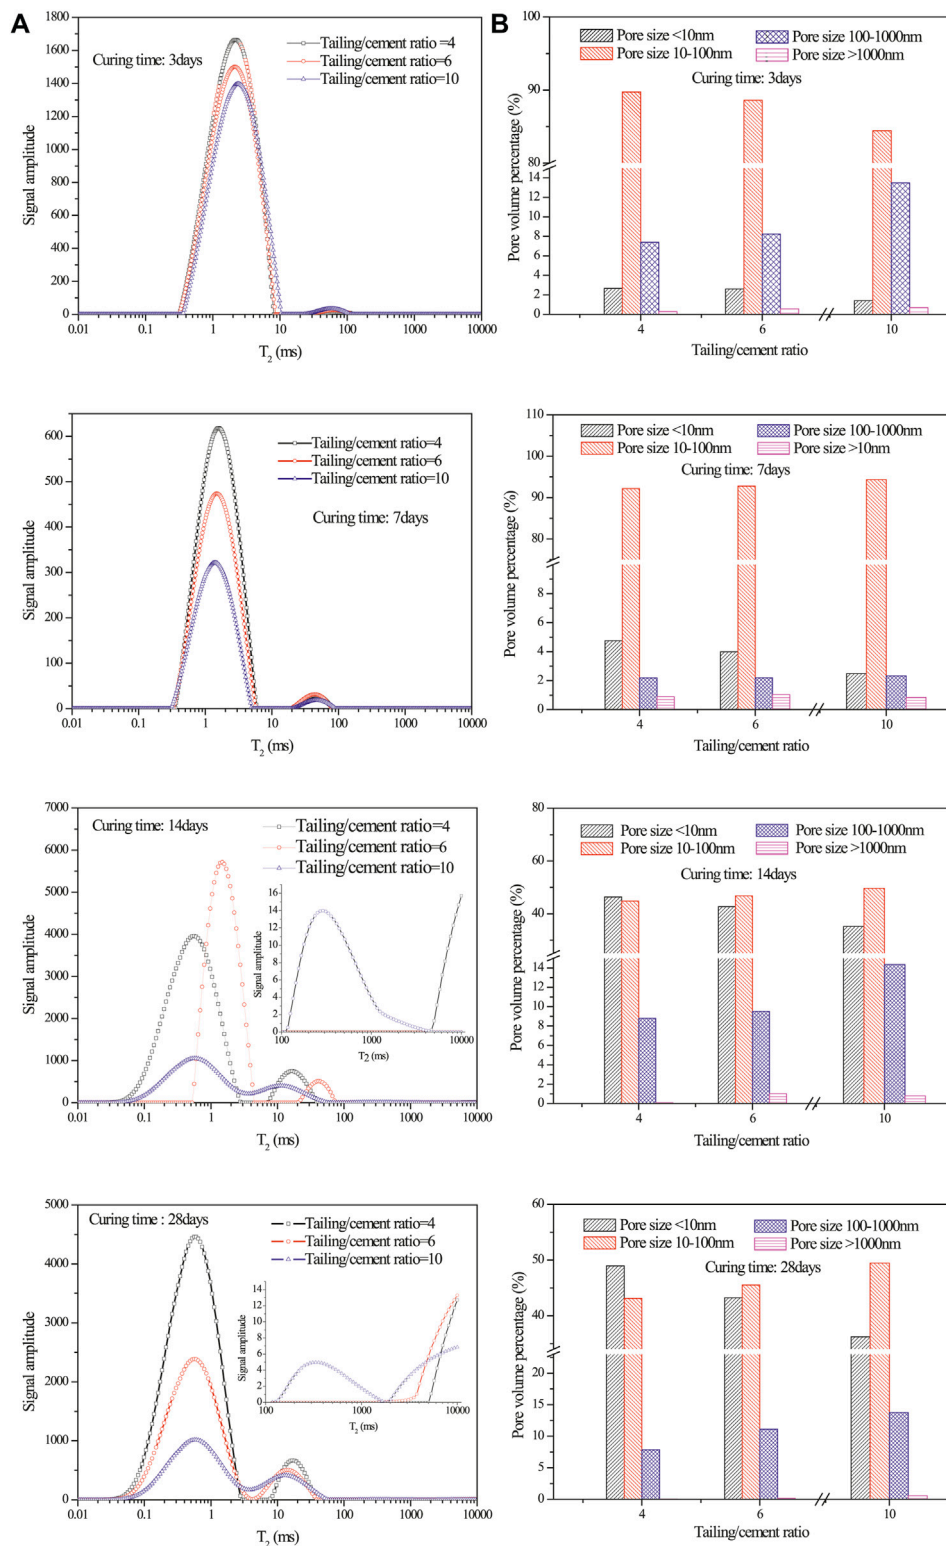 A
1800
1600
1400
1200
1000
800
600
400
200
0
Signal amplitude
Curing time: 3days
Tailing/cement ratio =4
Tailing/cement ratio=6
Tailing/cement ratio=10
0.01 0.1 1 10 100 1000 10000
T2 (ms)
B
100
90
80
14
12
10
8
6
4
2
0
Pore volume percentage (%)
Pore size <10nm
Pore size 10-100nm
Pore size 100-1000nm
Pore size >1000nm
Curing time: 3days
4 6 10
Tailing/cement ratio
600
500
400
300
200
100
0
Signal amplitude
Tailing/cement ratio=4
Tailing/cement ratio=6
Tailing/cement ratio=10
Curing time: 7days
0.01 0.1 1 10 100 1000 10000
T2 (ms)
110
100
90
80
8
6
4
2
0
Pore volume percentage (%)
Pore size <10nm
Pore size 10-100nm
Pore size 100-1000nm
Pore size >10nm
Curing time: 7days
4 6 10
Tailing/cement ratio
7000
6000
5000
4000
3000
2000
1000
0
Signal amplitude
Curing time: 14days
Tailing/cement ratio=4
Tailing/cement ratio=6
Tailing/cement ratio=10
16
14
12
10
8
6
4
2
0
Signal amplitude
100 1000 10000
T2 (ms)
0.01 0.1 1 10 100 1000 10000
T2 (ms)
80
60
40
14
12
10
8
6
4
2
0
Pore volume percentage (%)
Pore size <10nm
Pore size 10-100nm
Pore size 100-1000nm
Pore size >1000nm
Curing time: 14days
4 6 10
Tailing/cement ratio
5000
4000
3000
2000
1000
0
Signal amplitude
Curing time : 28days
Tailing/cement ratio=4
Tailing/cement ratio=6
Tailing/cement ratio=10
14
12
10
8
6
4
2
0
Signal amplitude
100 1000 10000
T2 (ms)
0.01 0.1 1 10 100 1000 10000
T2 (ms)
60
50
40
20
15
10
5
0
Pore volume percentage (%)
Pore size <10nm
Pore size 10-100nm
Pore size 100-1000nm
Pore size >1000nm
Curing time: 28days
4 6 10
Tailing/cement ratio